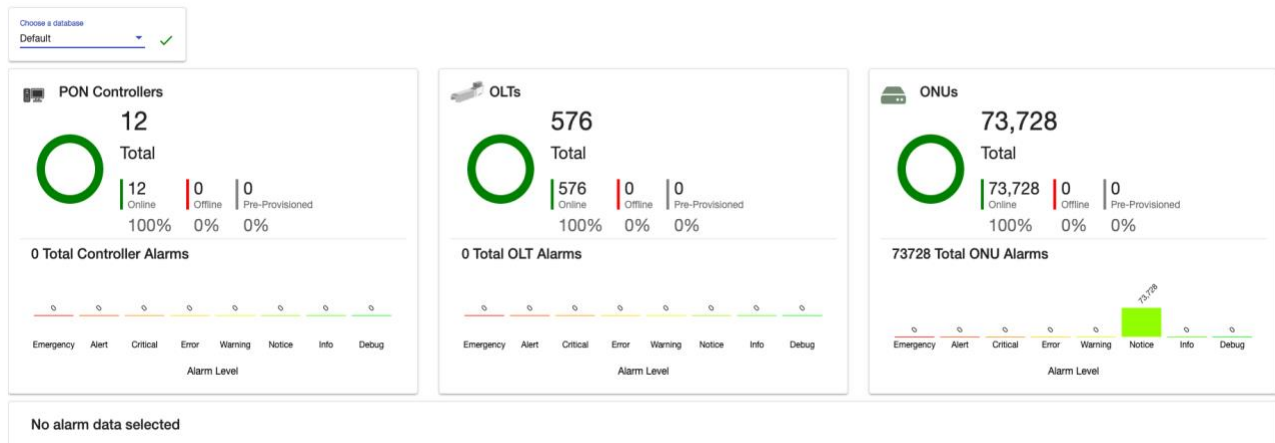 Choose a database
Default
PON Controllers
12
Total
12 0 0
Online Offline Pre-Provisioned
100% 0% 0%
0 Total Controller Alarms
0 0 0 0 0 0 0 0
Emergency Alert Critical Error Warning Notice Info Debug
Alarm Level
OLTs
576
Total
576 0 0
Online Offline Pre-Provisioned
100% 0% 0%
0 Total OLT Alarms
0 0 0 0 0 0 0 0
Emergency Alert Critical Error Warning Notice Info Debug
Alarm Level
ONUs
73,728
Total
73,728 0 0
Online Offline Pre-Provisioned
100% 0% 0%
73728 Total ONU Alarms
0 0 0 0 0 73,728 0 0
Emergency Alert Critical Error Warning Notice Info Debug
Alarm Level
No alarm data selected